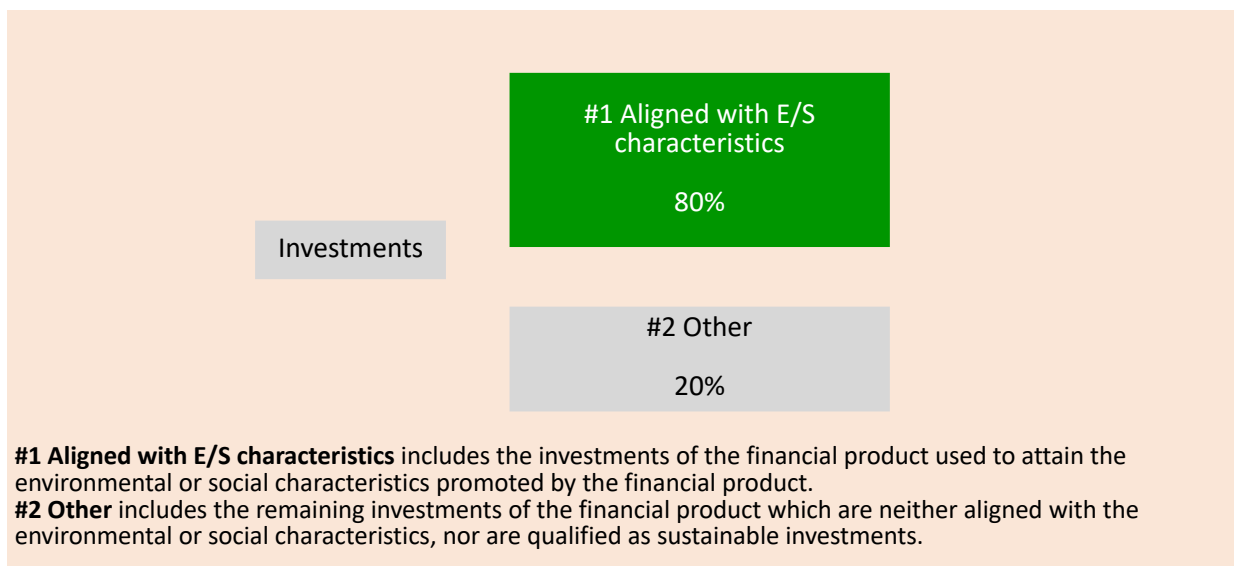 #1 Aligned with E/S
characteristics
80%
Investments
#2 Other
20%
#1 Aligned with E/S characteristics includes the investments of the financial product used to attain the
environmental or social characteristics promoted by the financial product.
#2 Other includes the remaining investments of the financial product which are neither aligned with the
environmental or social characteristics, nor are qualified as sustainable investments.